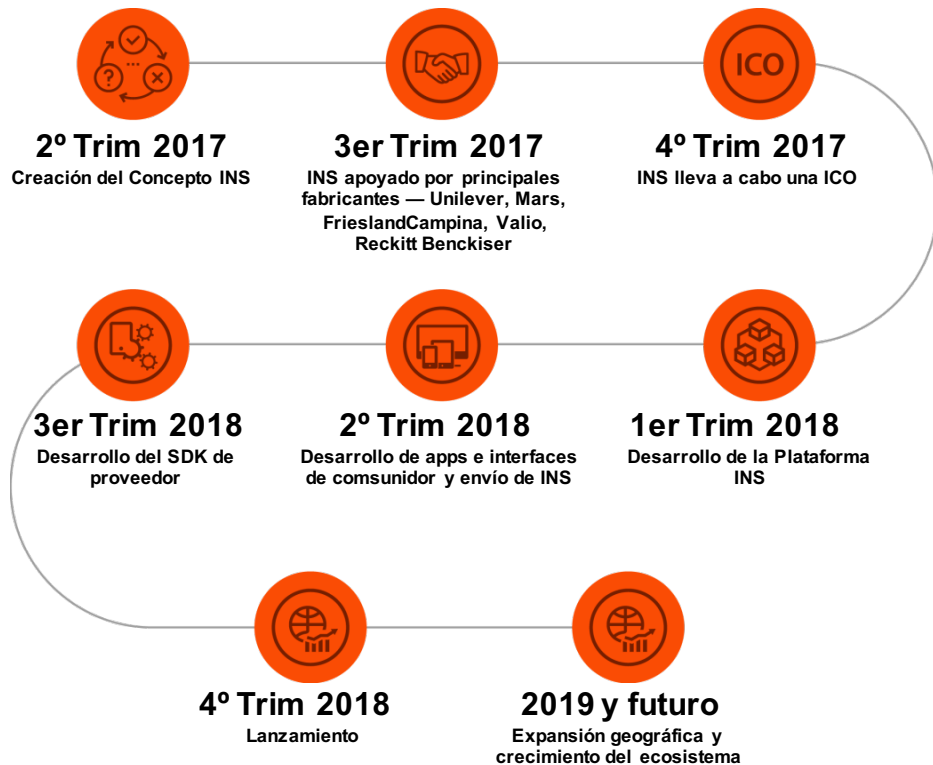 ICO
2º Trim 2017
Creación del Concepto INS
3er Trim 2017
INS apoyado por principales
fabricantes — Unilever, Mars,
FrieslandCampina, Valio,
Reckitt Benckiser
4º Trim 2017
INS lleva a cabo una ICO
3er Trim 2018
Desarrollo del SDK de
proveedor
2º Trim 2018
Desarrollo de apps e interfaces
de comsunidor y envío de INS
1er Trim 2018
Desarrollo de la Plataforma
INS
4º Trim 2018
Lanzamiento
2019 y futuro
Expansión geográfica y
crecimiento del ecosistema